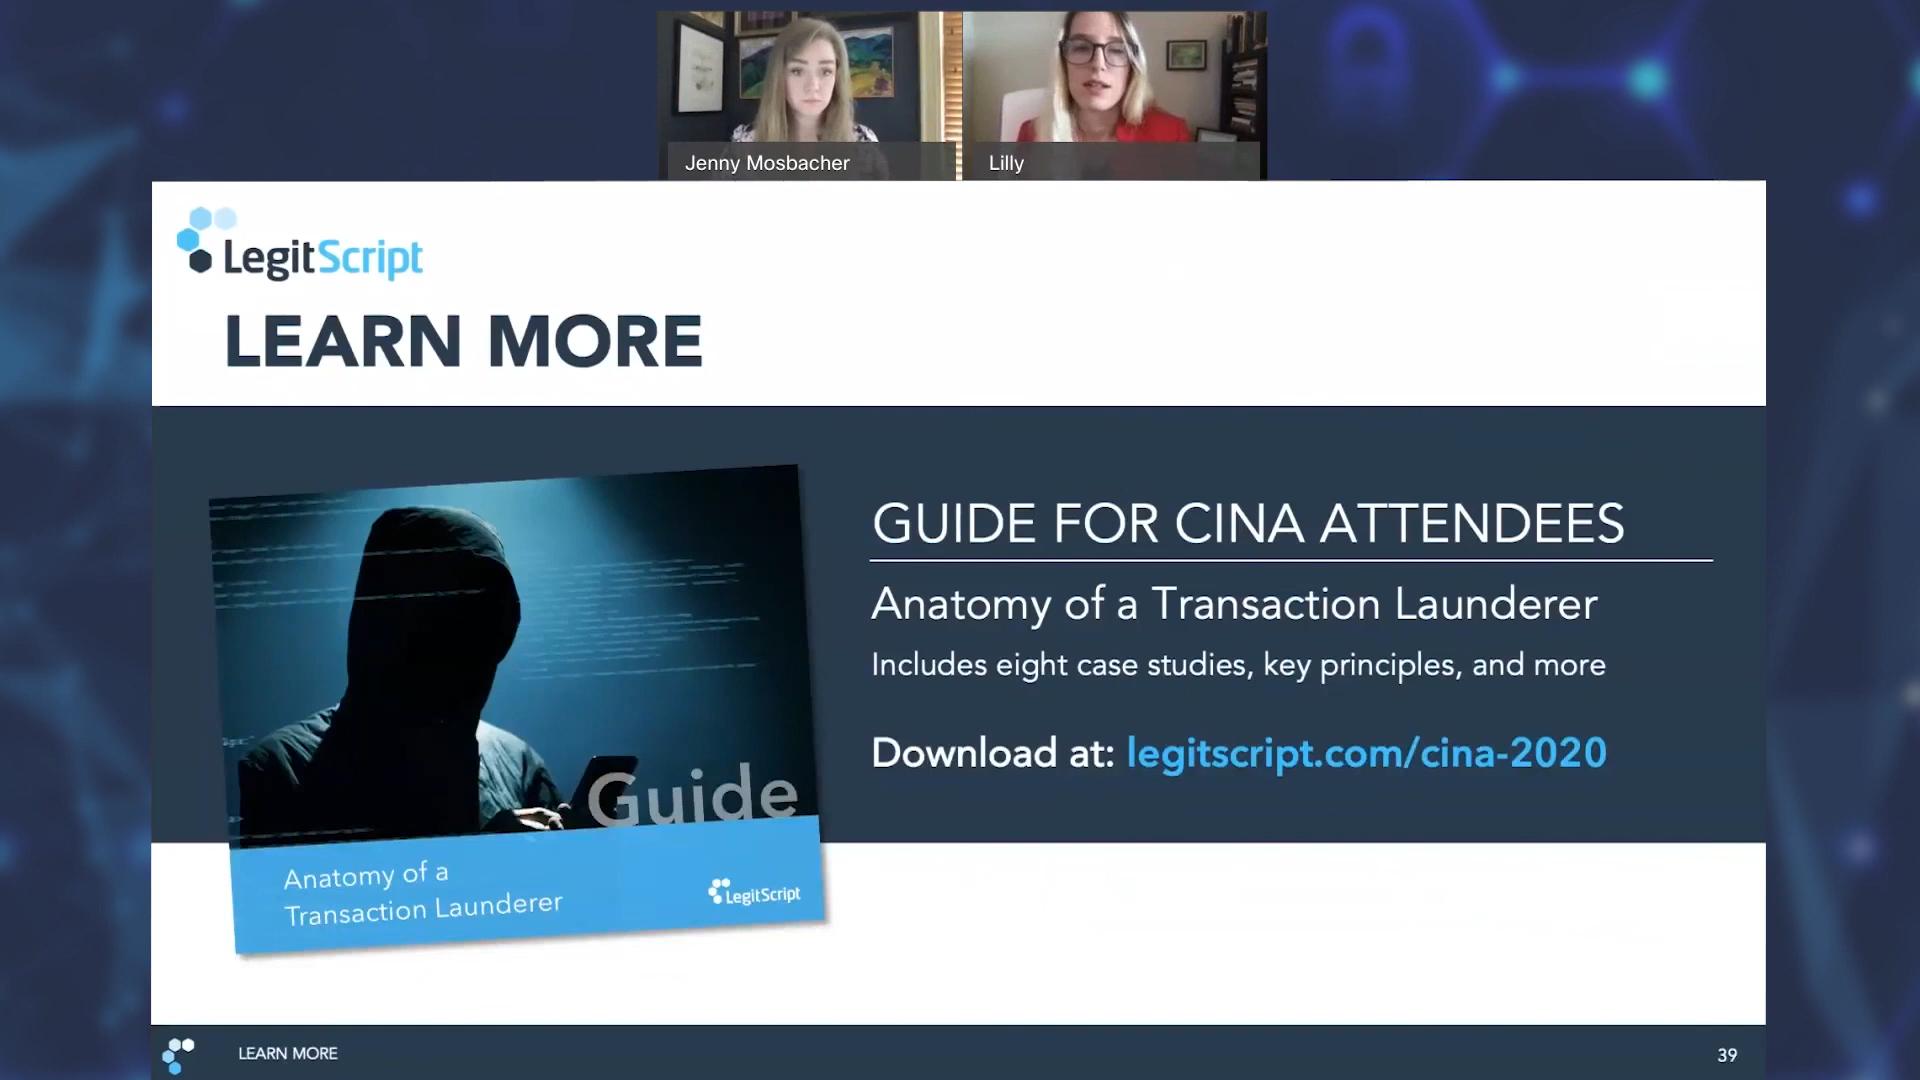 Jenny Mosbacher
Lilly
LegitScript
LEARN MORE
GUIDE FOR CINA ATTENDEES
Anatomy of a Transaction Launderer
Includes eight case studies, key principles, and more
Download at: legitscript.com/cina-2020
Guide
Anatomy of a
Transaction Launderer
LegitScript
LEARN MORE
39